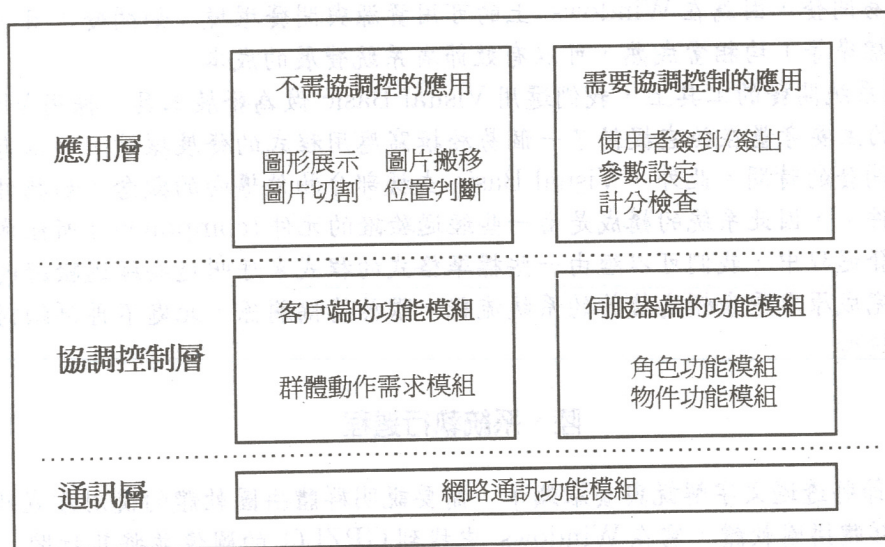 應用層
不需協調控的應用
圖形展示 圖片搬移
圖片切割 位置判斷
需要協調控制的應用
使用者簽到/簽出
參數設定
計分檢查
協調控制層
客戶端的功能模組
群體動作需求模組
伺服器端的功能模組
角色功能模組
物件功能模組
通訊層
網路通訊功能模組